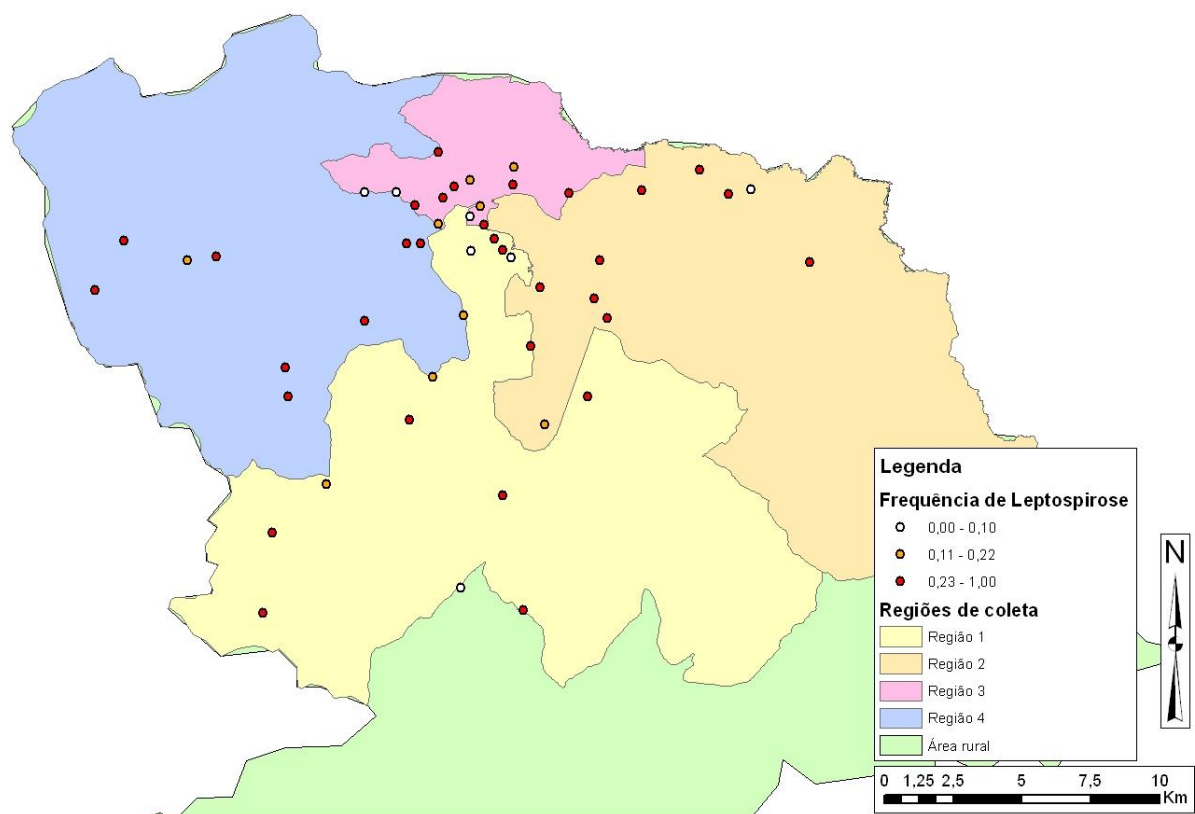 Legenda
Frequência de Leptospirose
0,00 - 0,10
0,11 - 0,22
0,23 - 1,00
Regiões de coleta
Região 1
Região 2
Região 3
Região 4
Área rural
N
0 1,25 2,5 5 7,5 10
Km